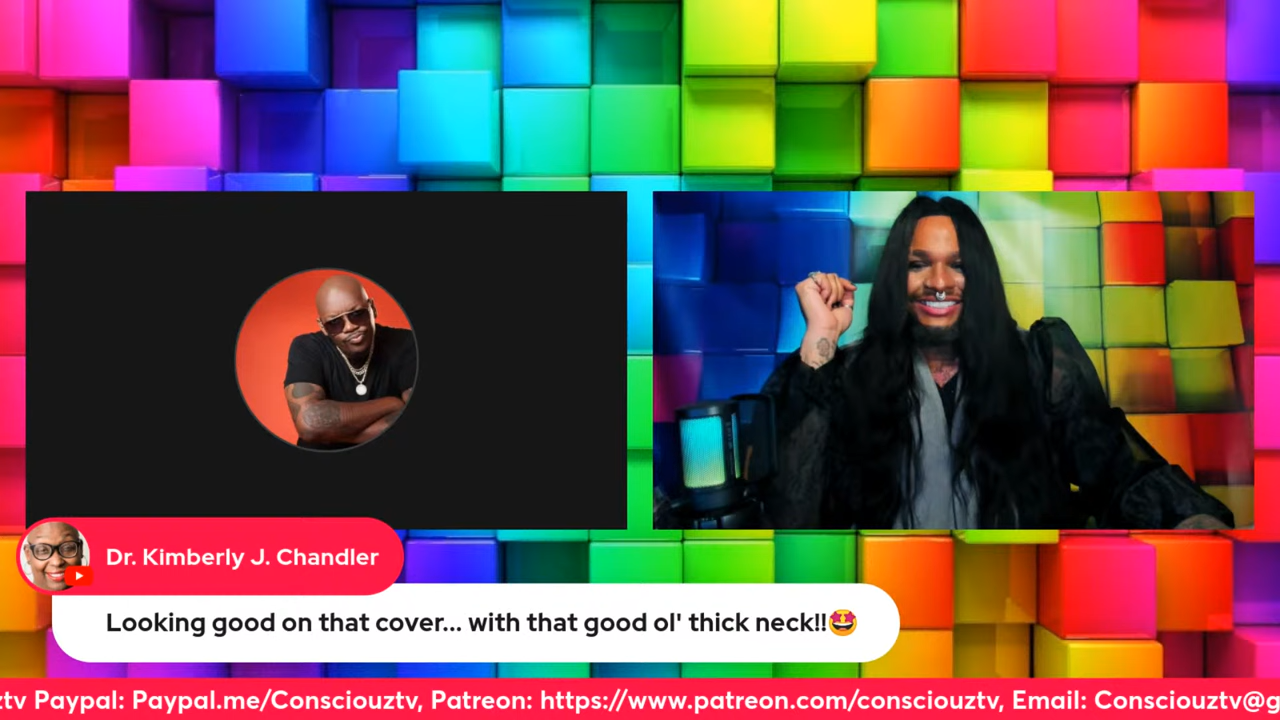 Dr. Kimberly J. Chandler
Looking good on that cover... with that good ol' thick neck!!🤩
ztv Paypal: Paypal.me/Consciouztv, Patreon: https://www.patreon.com/consciouztv, Email: Consciouztv@g